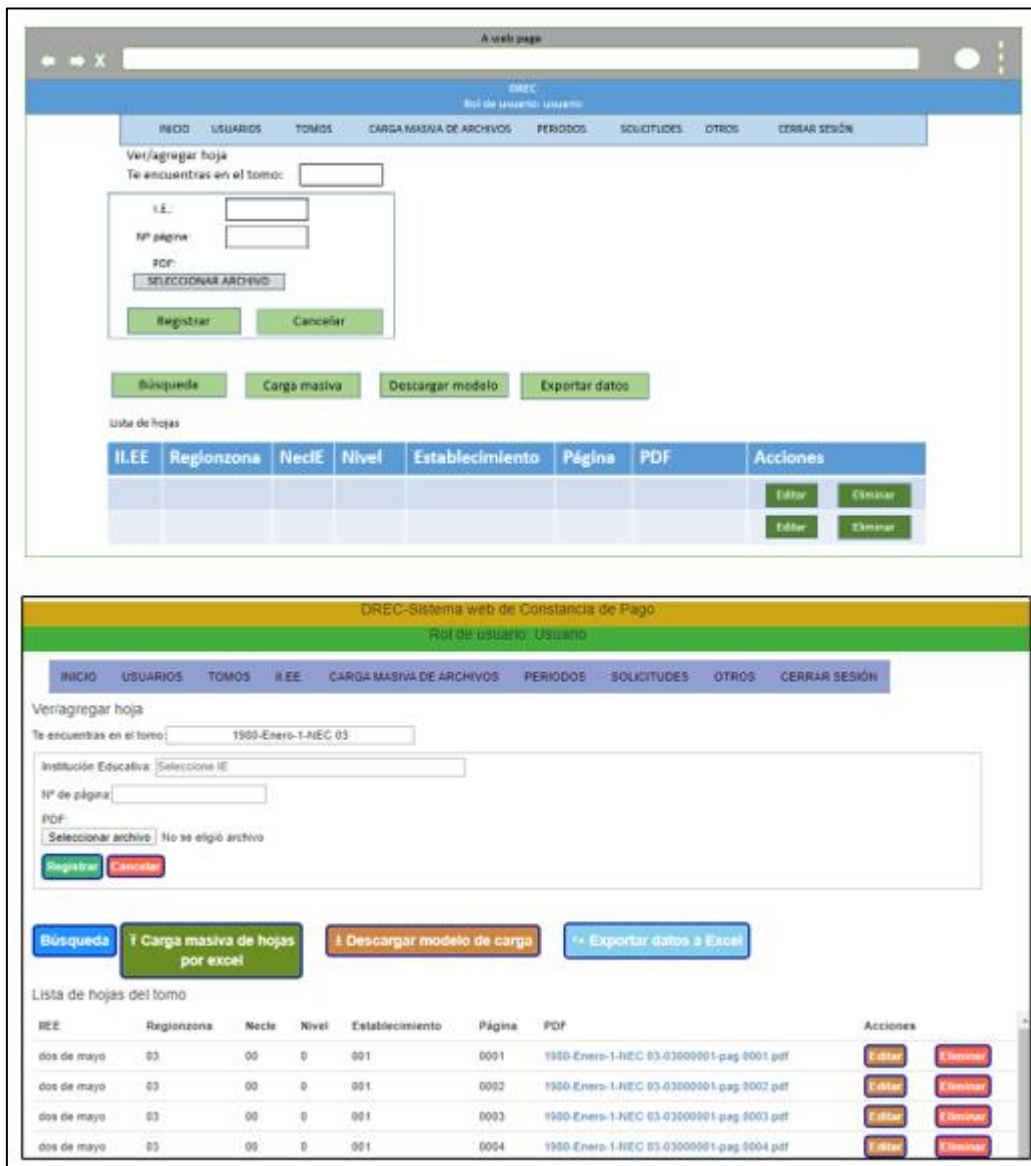 A web page
X
DREC
Rol de usuario: usuario
INICIO USUARIOS TOMOS CARGA MASIVA DE ARCHIVOS PERIODOS SOLICITUDES OTROS CERRAR SESIÓN
Ver/agregar hoja
Te encuentras en el tomo:
I.E.:
Nº página:
PDF:
SELECCIONAR ARCHIVO
Registrar Cancelar
Búsqueda Carga masiva Descargar modelo Exportar datos
Lista de hojas
II.EE Regionzona NecIE Nivel Establecimiento Página PDF Acciones
Editar Eliminar
Editar Eliminar
DREC-Sistema web de Constancia de Pago
Rol de usuario: Usuario
INICIO USUARIOS TOMOS II.EE. CARGA MASIVA DE ARCHIVOS PERIODOS SOLICITUDES OTROS CERRAR SESIÓN
Ver/agregar hoja
Te encuentras en el tomo: 1980-Enero-1-NEC 03
Institución Educativa: Seleccione IE
Nº de página:
PDF:
Seleccionar archivo No se eligió archivo
Registrar Cancelar
Búsqueda Carga masiva de hojas por excel Descargar modelo de carga Exportar datos a Excel
Lista de hojas del tomo
IIEE Regionzona NecIe Nivel Establecimiento Página PDF Acciones
dos de mayo 03 00 0 001 0001 1980-Enero-1-NEC 03-03000001-pag 0001.pdf Editar Eliminar
dos de mayo 03 00 0 001 0002 1980-Enero-1-NEC 03-03000001-pag 0002.pdf Editar Eliminar
dos de mayo 03 00 0 001 0003 1980-Enero-1-NEC 03-03000001-pag 0003.pdf Editar Eliminar
dos de mayo 03 00 0 001 0004 1980-Enero-1-NEC 03-03000001-pag 0004.pdf Editar Eliminar